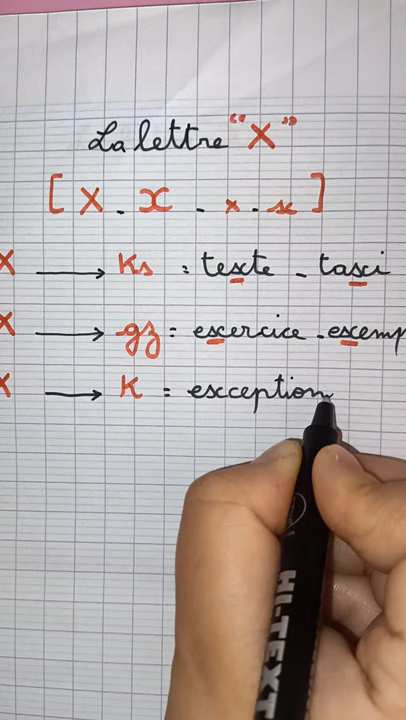 La lettre "X"
[ X - X - x - x ]
X → Ks : texte - taxi
X → gz = exercice - exemp
X → K = exception
HI-TEXT